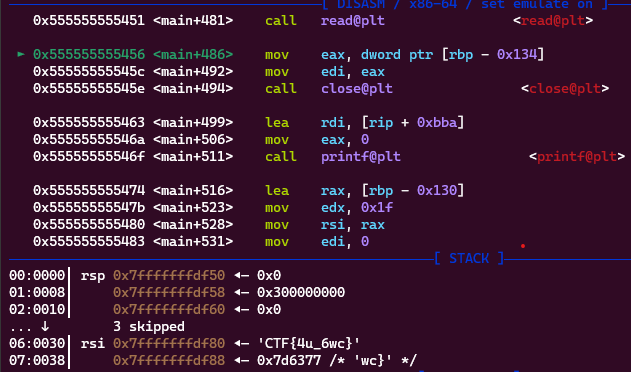 [ DISASM / x86-64 / set emulate on ]
0x555555555451 <main+481> call read@plt <read@plt>
► 0x555555555456 <main+486> mov eax, dword ptr [rbp - 0x134]
0x55555555545c <main+492> mov edi, eax
0x55555555545e <main+494> call close@plt <close@plt>
0x555555555463 <main+499> lea rdi, [rip + 0xbba]
0x55555555546a <main+506> mov eax, 0
0x55555555546f <main+511> call printf@plt <printf@plt>
0x555555555474 <main+516> lea rax, [rbp - 0x130]
0x55555555547b <main+523> mov edx, 0x1f
0x555555555480 <main+528> mov rsi, rax
0x555555555483 <main+531> mov edi, 0
[ STACK ]
00:0000│ rsp 0x7fffffffdf50 ◂— 0x0
01:0008│ 0x7fffffffdf58 ◂— 0x300000000
02:0010│ 0x7fffffffdf60 ◂— 0x0
... ↓ 3 skipped
06:0030│ rsi 0x7fffffffdf80 ◂— 'CTF{4u_6wc}'
07:0038│ 0x7fffffffdf88 ◂— 0x7d6377 /* 'wc}' */